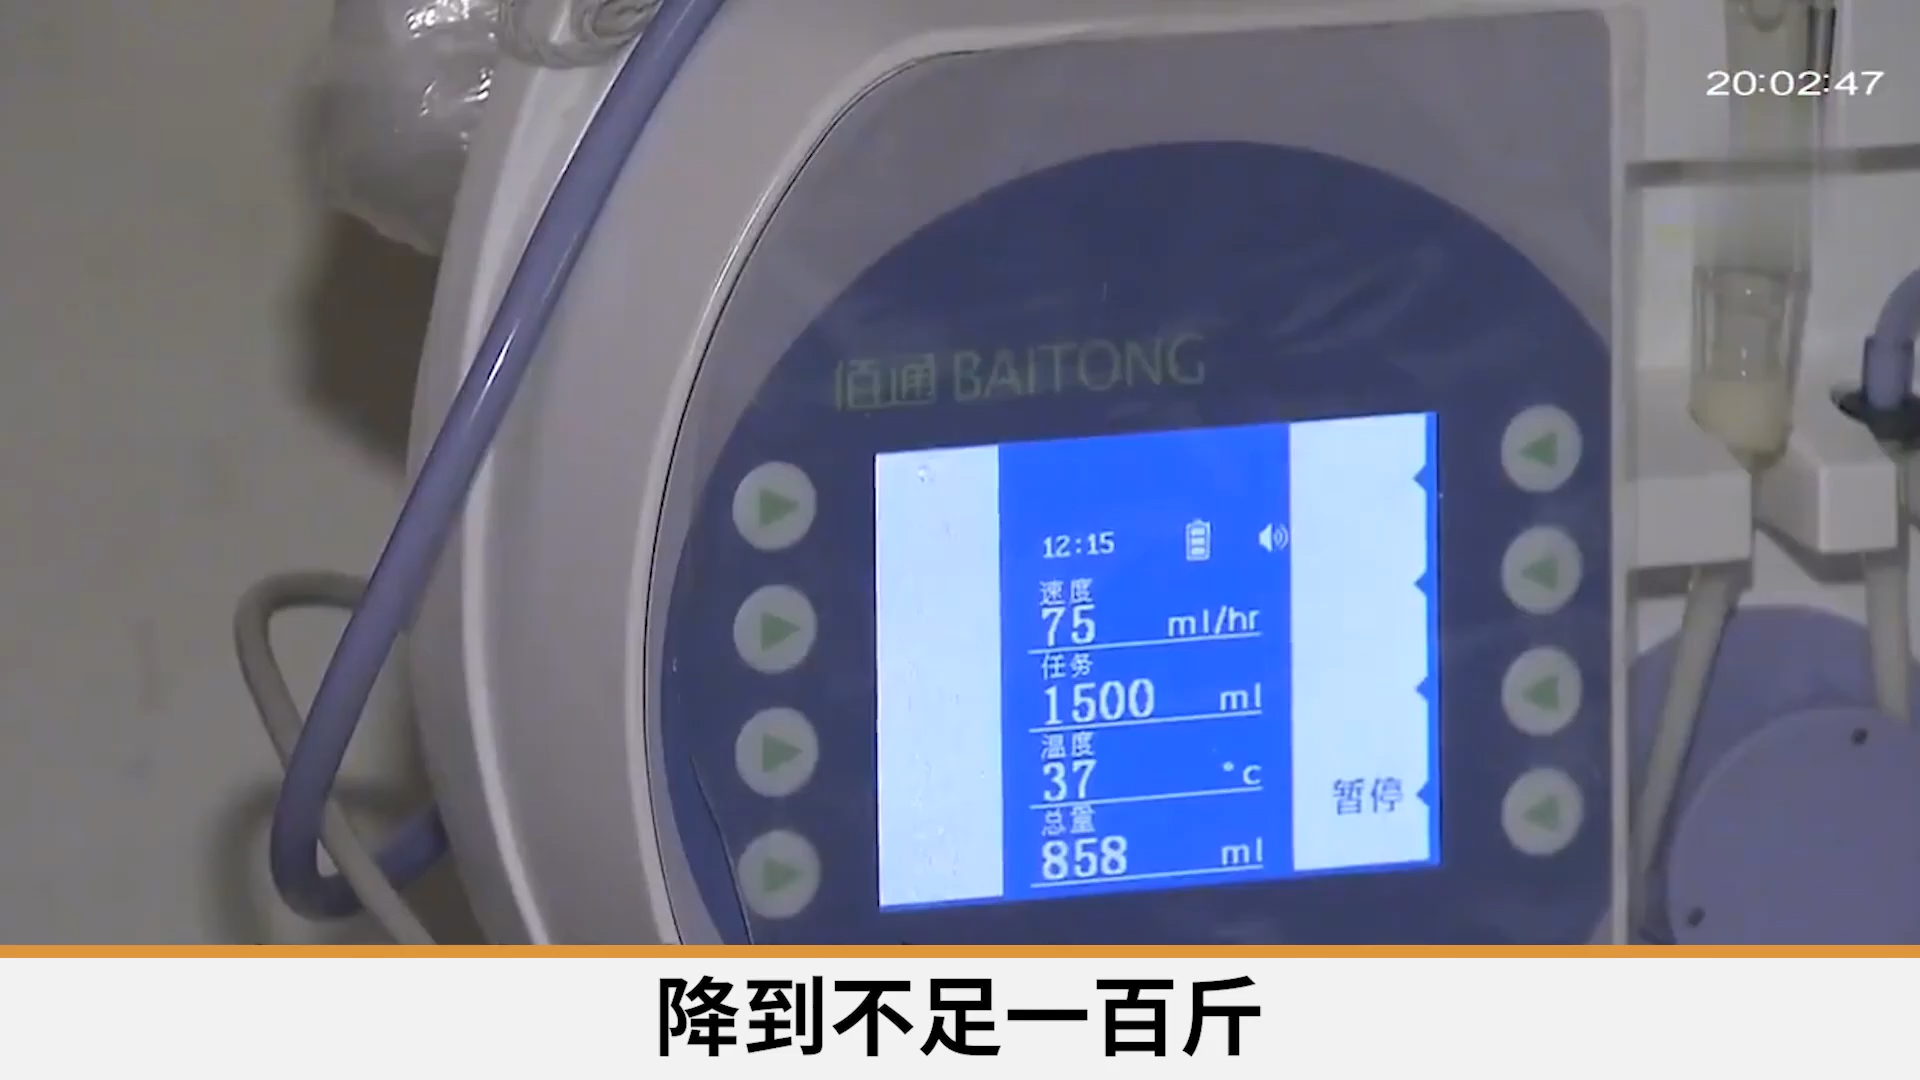 20:02:47
佰通 BAITONG
12:15
速度
75 ml/hr
任务
1500 ml
温度
37 °c
总量
858 ml
暂停
降到不足一百斤